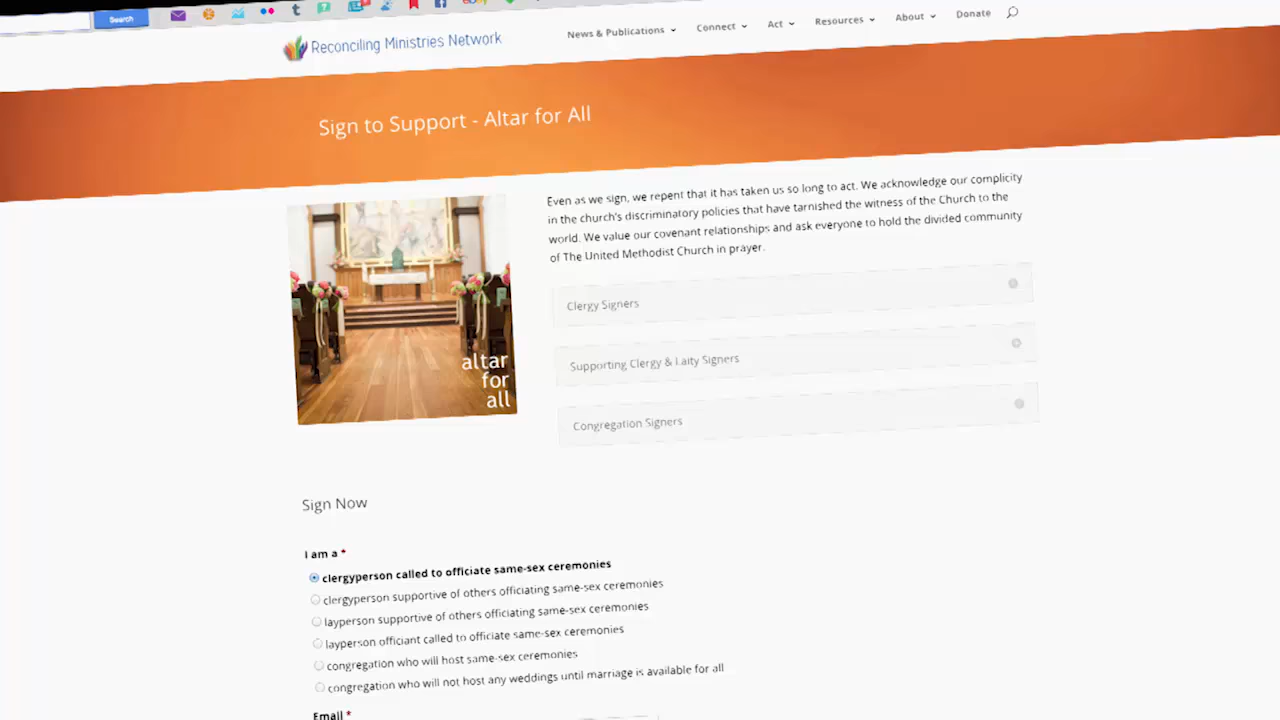 Search
Reconciling Ministries Network
News & Publications
Connect
Act
Resources
About
Donate
Sign to Support - Altar for All
Even as we sign, we repent that it has taken us so long to act. We acknowledge our complicity
in the church's discriminatory policies that have tarnished the witness of the Church to the
world. We value our covenant relationships and ask everyone to hold the divided community
of The United Methodist Church in prayer.
altar
for
all
Clergy Signers
Supporting Clergy & Laity Signers
Congregation Signers
Sign Now
I am a *
clergyperson called to officiate same-sex ceremonies
clergyperson supportive of others officiating same-sex ceremonies
layperson supportive of others officiating same-sex ceremonies
layperson officiant called to officiate same-sex ceremonies
congregation who will host same-sex ceremonies
congregation who will not host any weddings until marriage is available for all
Email *